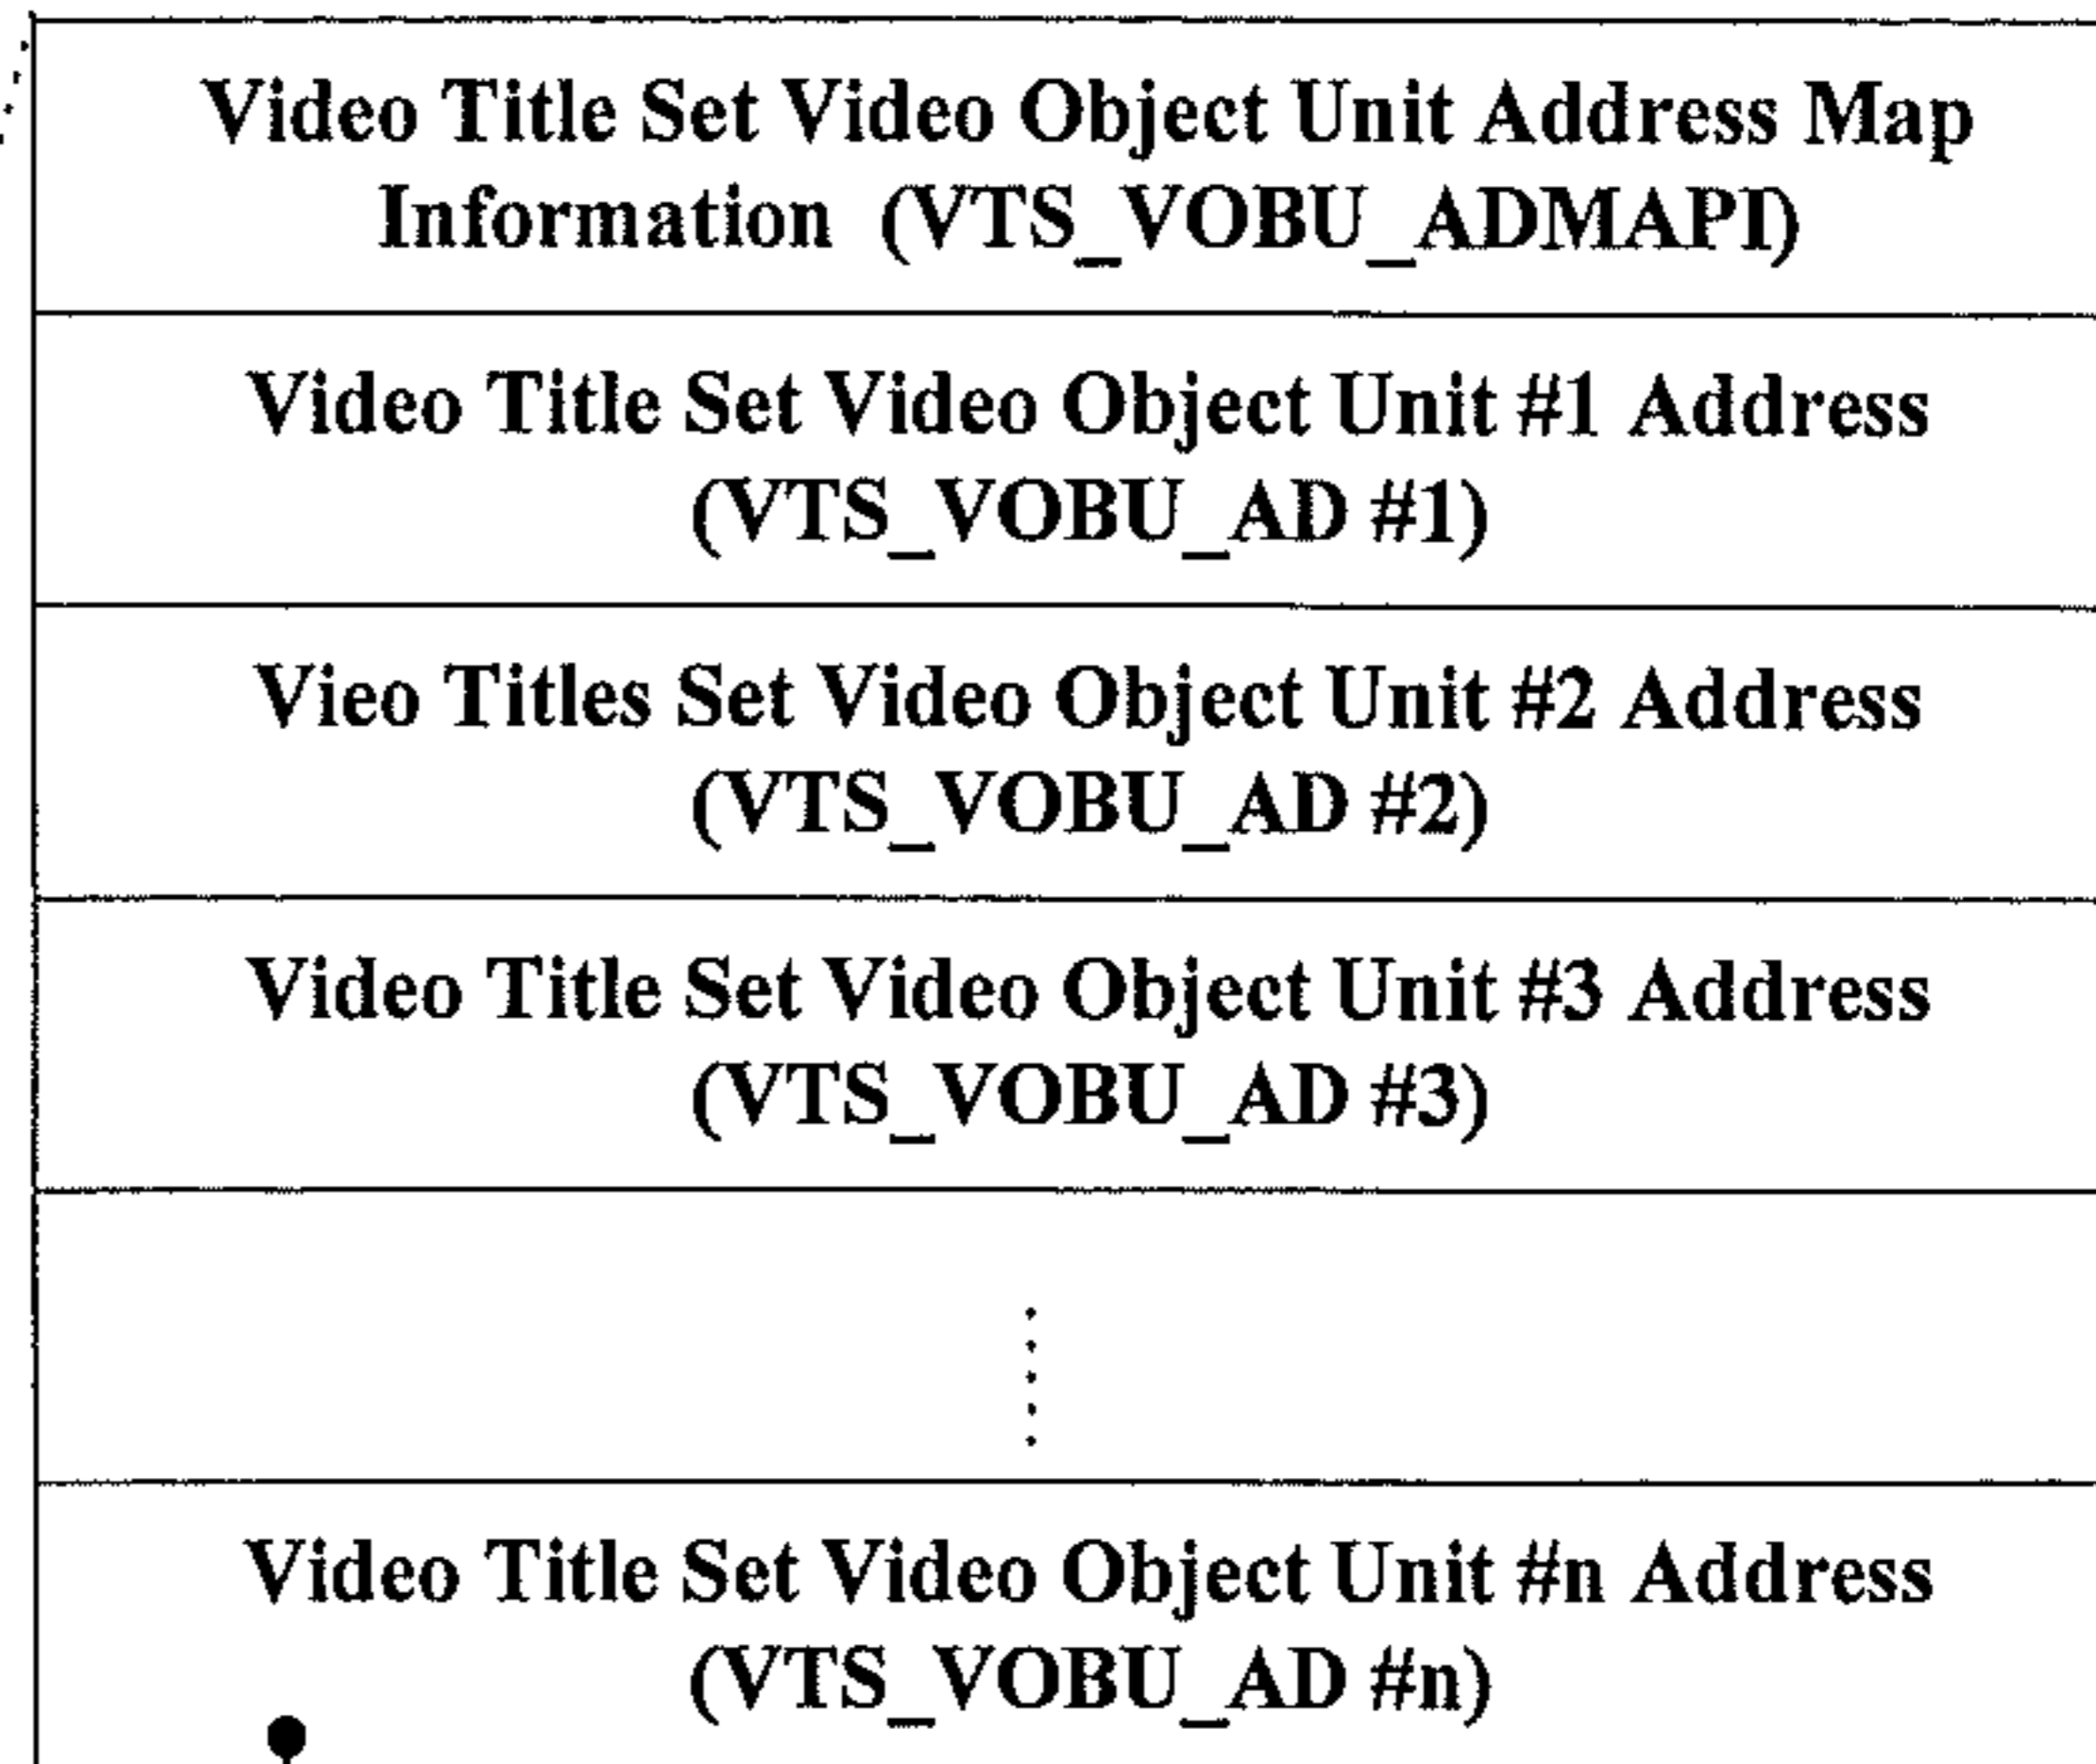 Video Title Set Video Object Unit Address Map
Information (VTS_VOBU_ADMAPI)
Video Title Set Video Object Unit #1 Address
(VTS_VOBU_AD #1)
Vieo Titles Set Video Object Unit #2 Address
(VTS_VOBU_AD #2)
Video Title Set Video Object Unit #3 Address
(VTS_VOBU_AD #3)
Video Title Set Video Object Unit #n Address
(VTS_VOBU_AD #n)